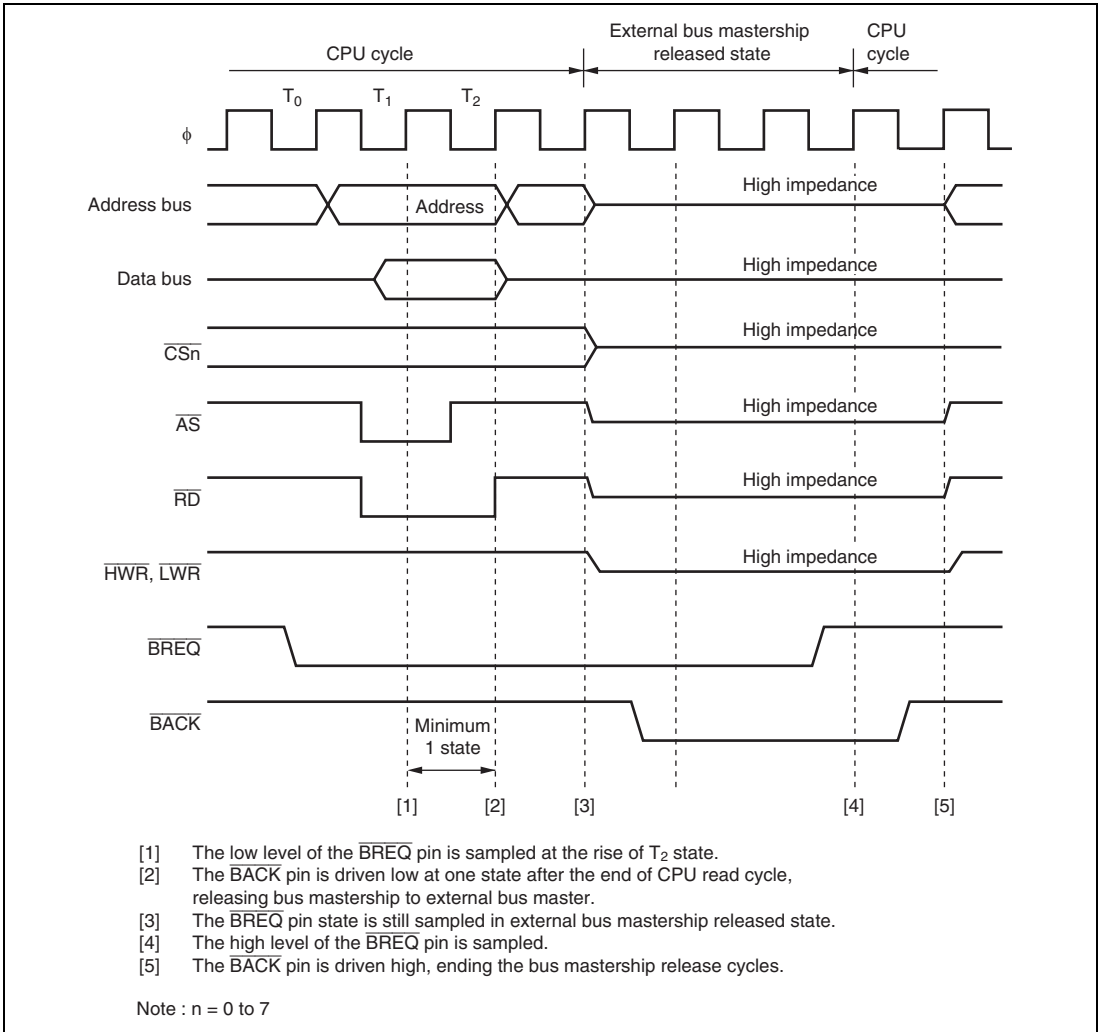 CPU cycle
External bus mastership
released state
CPU
cycle
T0 T1 T2
ϕ
Address bus
Address
High impedance
Data bus
High impedance
CSn
High impedance
AS
High impedance
RD
High impedance
HWR, LWR
High impedance
BREQ
BACK
Minimum
1 state
[1] [2] [3] [4] [5]
[1] The low level of the BREQ pin is sampled at the rise of T2 state.
[2] The BACK pin is driven low at one state after the end of CPU read cycle,
releasing bus mastership to external bus master.
[3] The BREQ pin state is still sampled in external bus mastership released state.
[4] The high level of the BREQ pin is sampled.
[5] The BACK pin is driven high, ending the bus mastership release cycles.
Note : n = 0 to 7